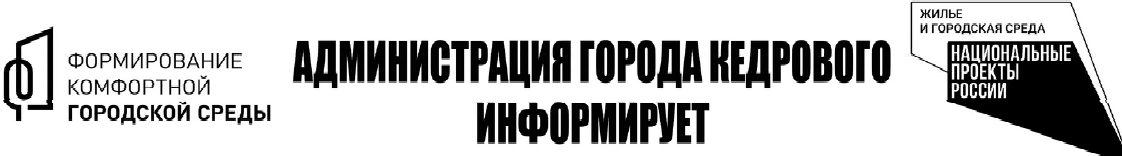 ФОРМИРОВАНИЕ
КОМФОРТНОЙ
ГОРОДСКОЙ СРЕДЫ
АДМИНИСТРАЦИЯ ГОРОДА КЕДРОВОГО
ИНФОРМИРУЕТ
ЖИЛЬЕ
И ГОРОДСКАЯ СРЕДА
НАЦИОНАЛЬНЫЕ
ПРОЕКТЫ
РОССИИ